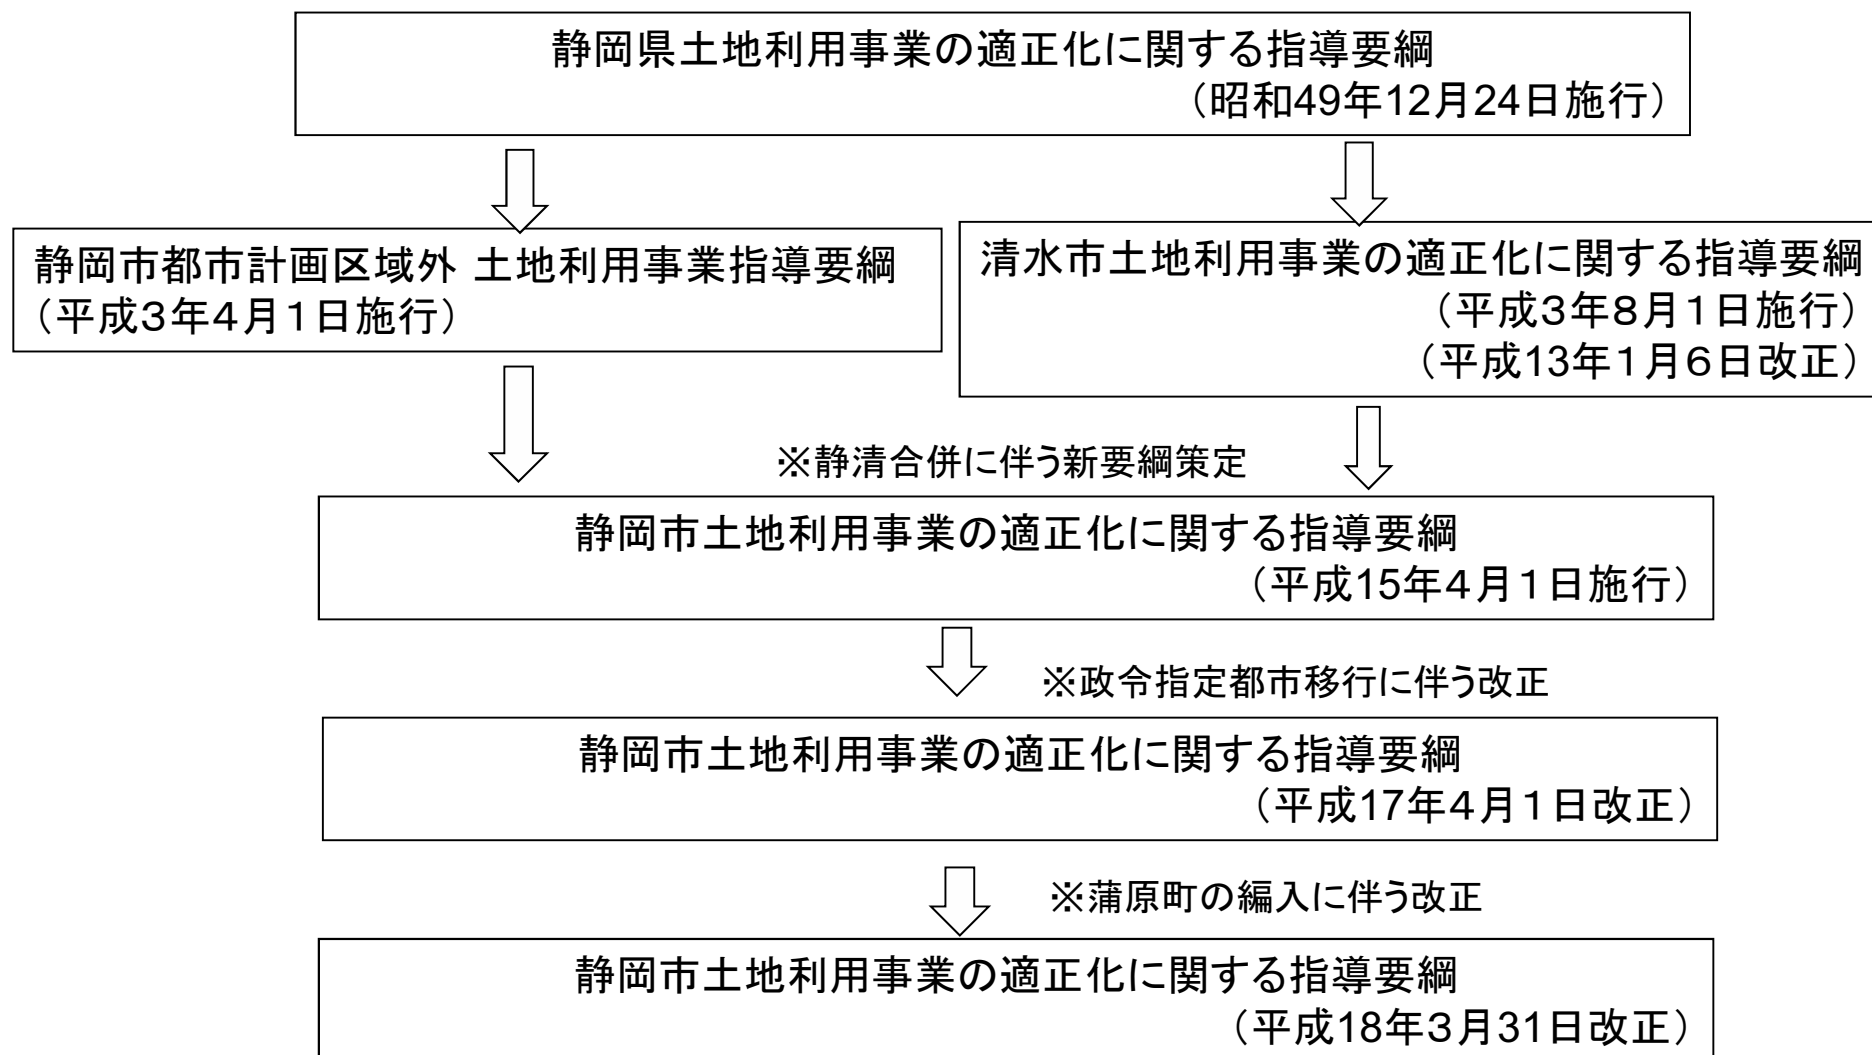 静岡県土地利用事業の適正化に関する指導要綱
（昭和49年12月24日施行）
静岡市都市計画区域外 土地利用事業指導要綱
（平成３年４月１日施行）
清水市土地利用事業の適正化に関する指導要綱
（平成３年８月１日施行）
（平成13年１月６日改正）
※静清合併に伴う新要綱策定
静岡市土地利用事業の適正化に関する指導要綱
（平成15年４月１日施行）
※政令指定都市移行に伴う改正
静岡市土地利用事業の適正化に関する指導要綱
（平成17年４月１日改正）
※蒲原町の編入に伴う改正
静岡市土地利用事業の適正化に関する指導要綱
（平成18年３月31日改正）